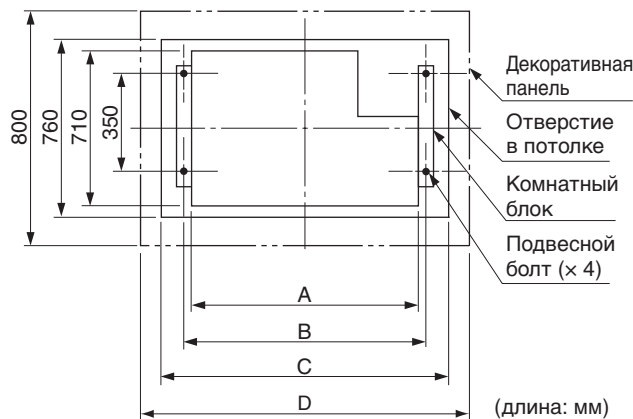 800
760
710
350
Декоративная
панель
Отверстие
в потолке
Комнатный
блок
Подвесной
болт (× 4)
A
B
C
D
(длина: мм)